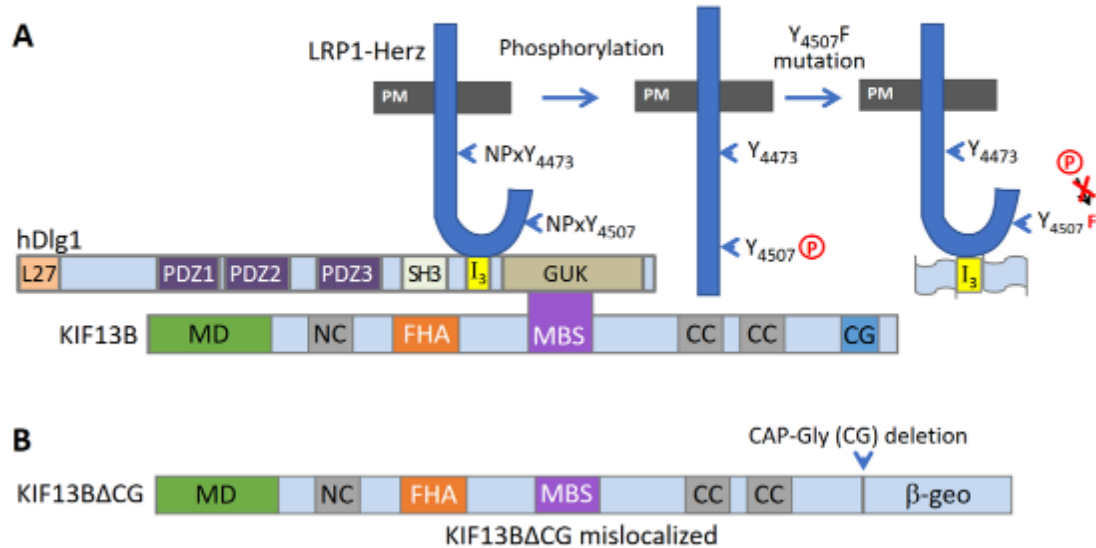 A
LRP1-Herz
Phosphorylation
Y4507F
mutation
PM
PM
PM
NPxY4473
Y4473
Y4473
P
NPxY4507
Y4507 P
Y4507 F
hDlg1
L27
PDZ1
PDZ2
PDZ3
SH3
I3
GUK
I3
KIF13B
MD
NC
FHA
MBS
CC
CC
CG
B
CAP-Gly (CG) deletion
KIF13BΔCG
MD
NC
FHA
MBS
CC
CC
β-geo
KIF13BΔCG mislocalized